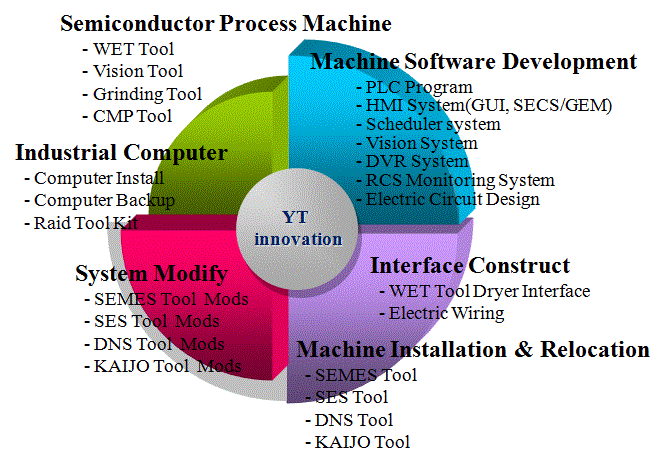 Semiconductor Process Machine
- WET Tool
- Vision Tool
- Grinding Tool
- CMP Tool
Machine Software Development
- PLC Program
- HMI System(GUI, SECS/GEM)
- Scheduler system
- Vision System
- DVR System
- RCS Monitoring System
- Electric Circuit Design
Industrial Computer
- Computer Install
- Computer Backup
- Raid Tool Kit
YT
innovation
System Modify
- SEMES Tool Mods
- SES Tool Mods
- DNS Tool Mods
- KAIJO Tool Mods
Interface Construct
- WET Tool Dryer Interface
- Electric Wiring
Machine Installation & Relocation
- SEMES Tool
- SES Tool
- DNS Tool
- KAIJO Tool